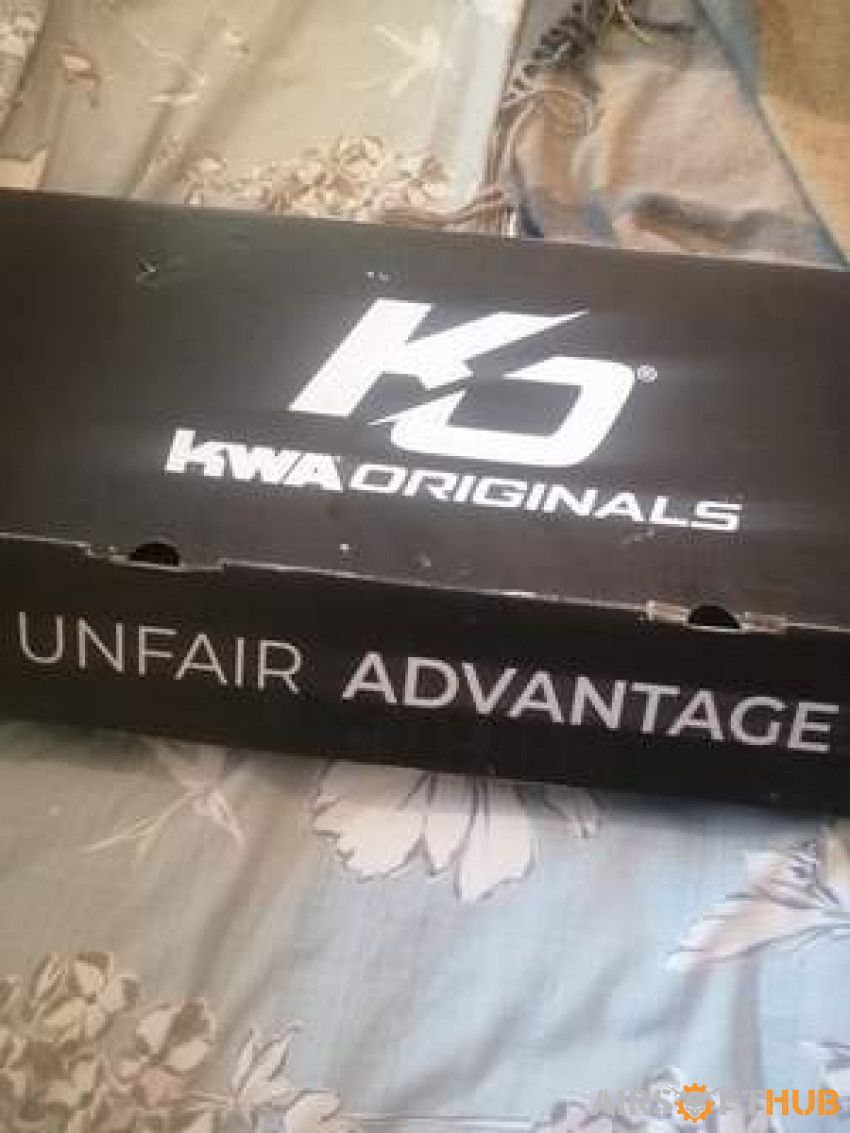 KO®
KWA ORIGINALS
UNFAIR ADVANTAGE
AIRSOFTHUB